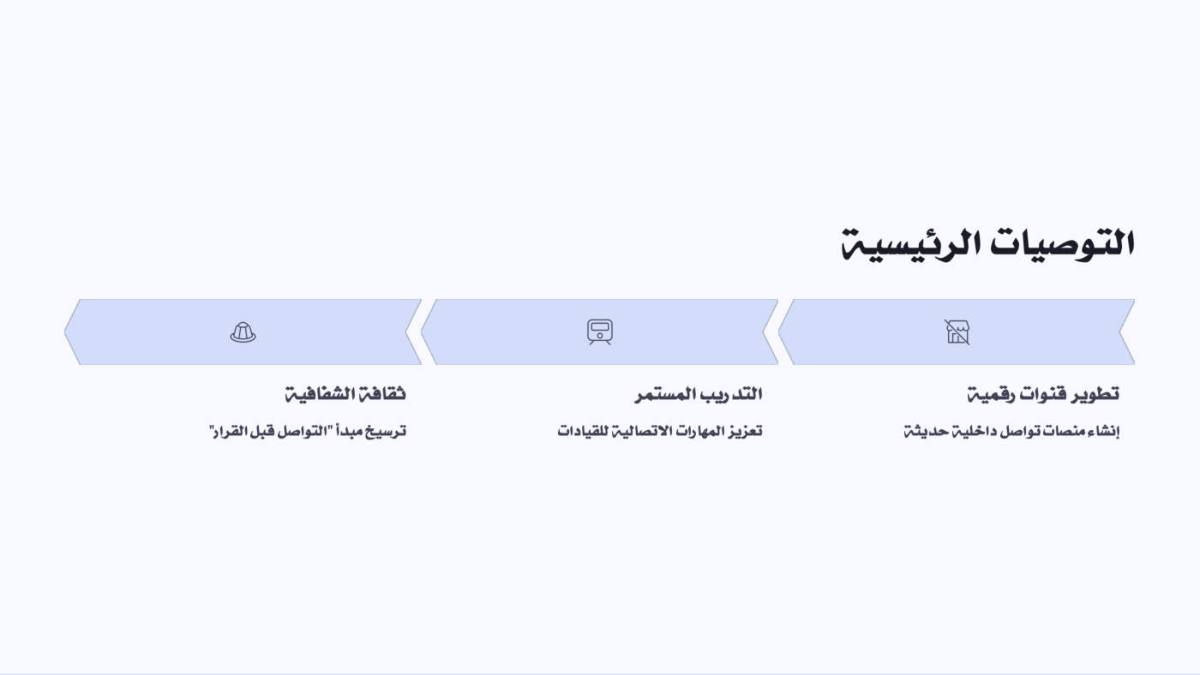 التوصيات الرئيسية
تطوير قنوات رقمية
إنشاء منصات تواصل داخلية حديثة
التدريب المستمر
تعزيز المهارات الاتصالية للقيادات
ثقافة الشفافية
ترسيخ مبدأ "التواصل قبل القرار"